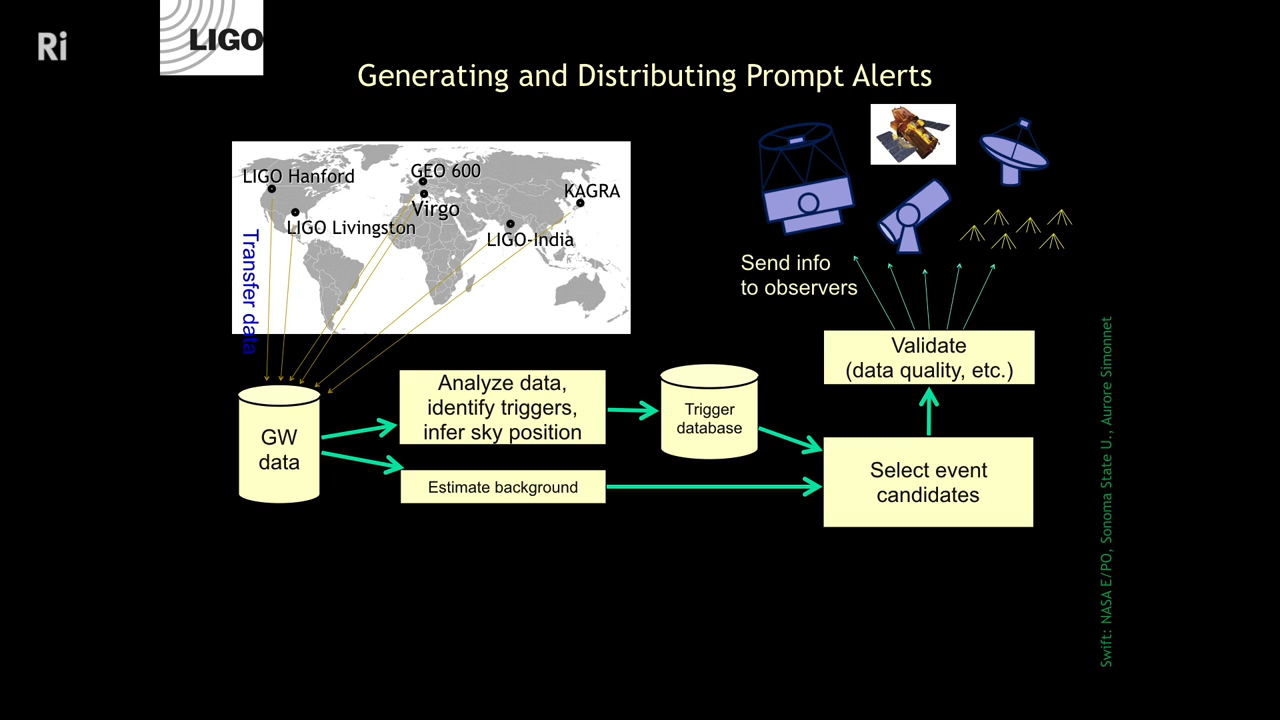 Ri
LIGO
Generating and Distributing Prompt Alerts
LIGO Hanford
GEO 600
KAGRA
Virgo
LIGO Livingston
LIGO-India
Transfer data
Send info
to observers
Validate
(data quality, etc.)
Analyze data,
identify triggers,
infer sky position
Trigger
database
GW
data
Select event
candidates
Estimate background
Swift: NASA E/PO, Sonoma State U., Aurore Simonnet